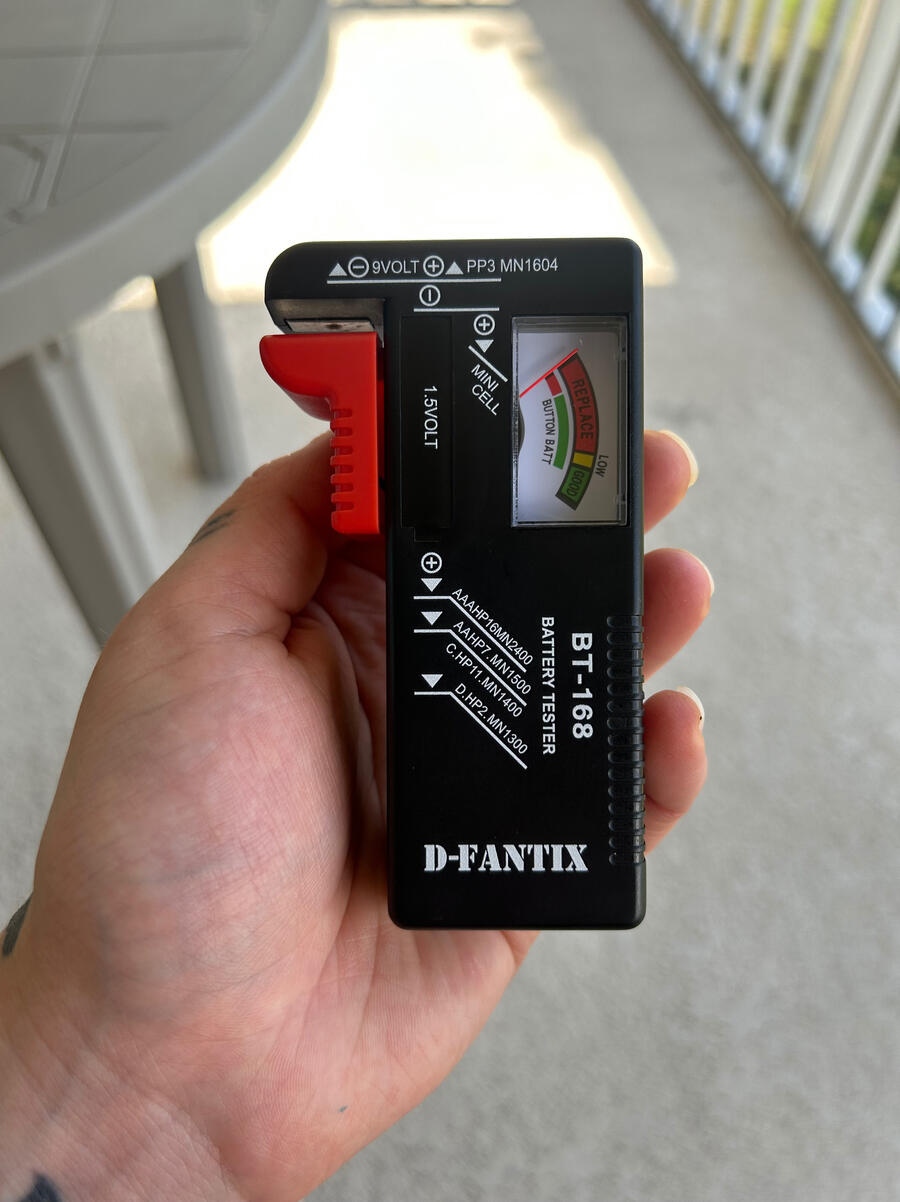 ⊖ 9VOLT ⊕ PP3 MN1604
⊖
⊕
MINI
CELL
1.5VOLT
REPLACE
LOW
GOOD
BUTTON BATT
⊕
AAAHP16MN2400
AAHP7.MN1500
C.HP11.MN1400
D.HP2.MN1300
BT-168
BATTERY TESTER
D-FANTIX